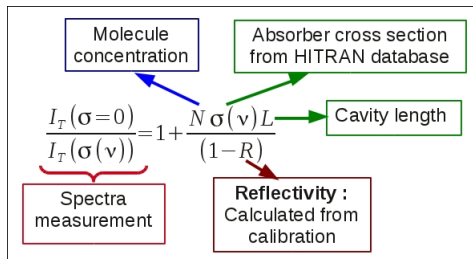 Molecule
concentration
Absorber cross section
from HITRAN database
I_T(σ=0) / I_T(σ(ν)) = 1 + N σ(ν) L / (1−R)
Cavity length
Spectra
measurement
Reflectivity :
Calculated from
calibration